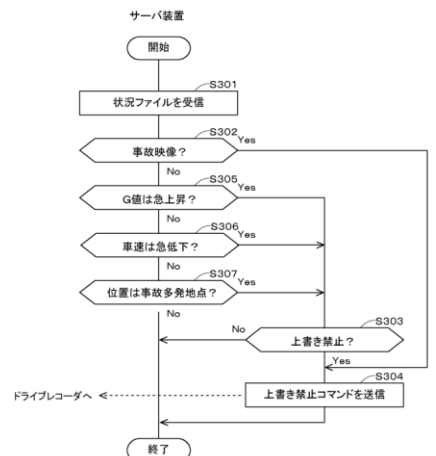 サーバ装置
開始
S301
状況ファイルを受信
S302
事故映像？
Yes
No
S305
G値は急上昇？
Yes
No
S306
車速は急低下？
Yes
No
S307
位置は事故多発地点？
Yes
No
S303
上書き禁止？
No
Yes
S304
上書き禁止コマンドを送信
ドライブレコーダへ
終了